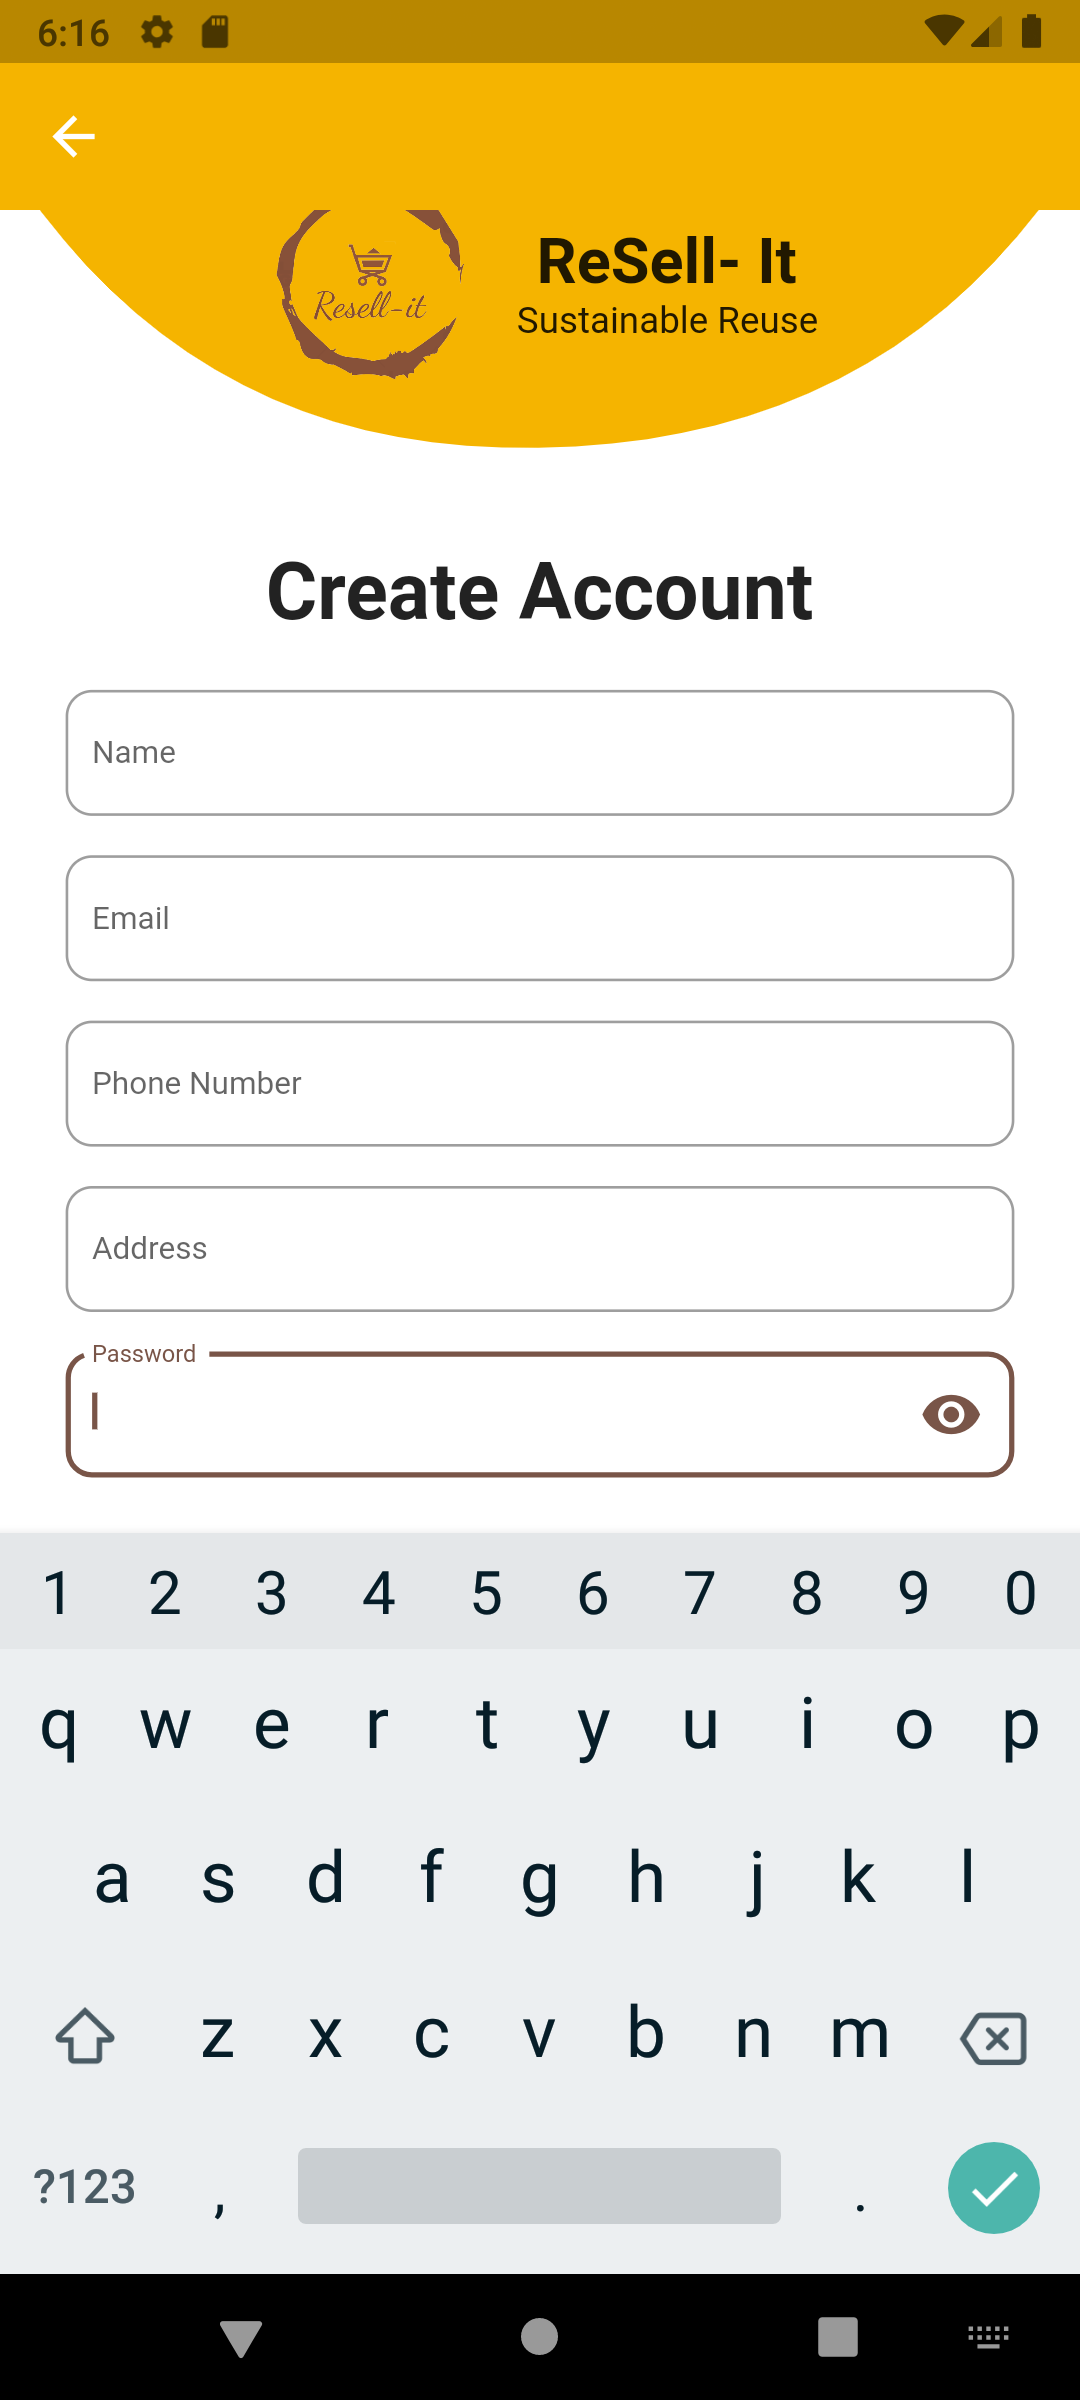 6:16
Resell-it
ReSell- It
Sustainable Reuse
Create Account
Name
Email
Phone Number
Address
Password
1 2 3 4 5 6 7 8 9 0
q w e r t y u i o p
a s d f g h j k l
z x c v b n m
?123 , .